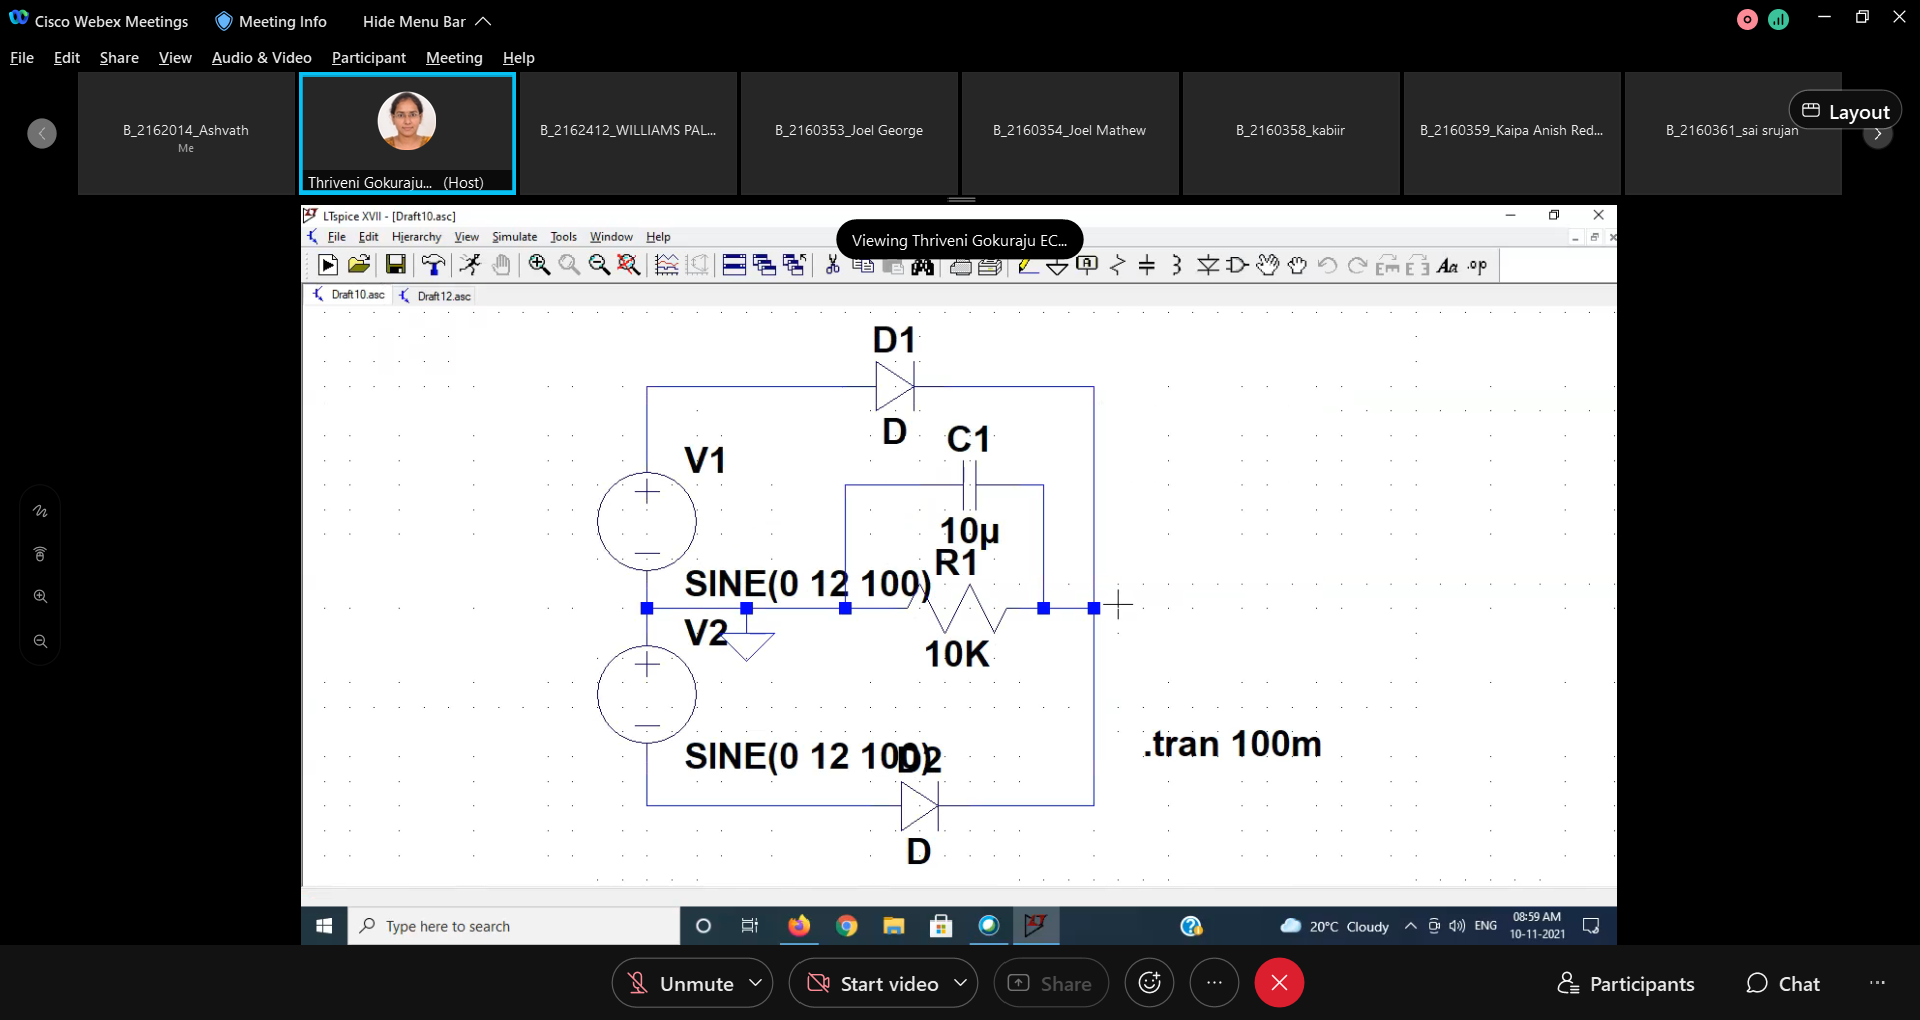 Cisco Webex Meetings Meeting Info Hide Menu Bar
File Edit Share View Audio & Video Participant Meeting Help
B_2162014_Ashvath
Me
Thriveni Gokuraju... (Host)
B_2162412_WILLIAMS PAL...
B_2160353_Joel George
B_2160354_Joel Mathew
B_2160358_kabiir
B_2160359_Kaipa Anish Red...
B_2160361_sai srujan
Layout
LTspice XVII - [Draft10.asc]
Viewing Thriveni Gokuraju EC...
File Edit Hierarchy View Simulate Tools Window Help
Aa .op
Draft10.asc Draft12.asc
D1
D
C1
V1
10µ
R1
SINE(0 12 100)
V2
10K
SINE(0 12 100)
D2
.tran 100m
D
Type here to search
20°C Cloudy
ENG
08:59 AM
10-11-2021
Unmute Start video Share Participants Chat